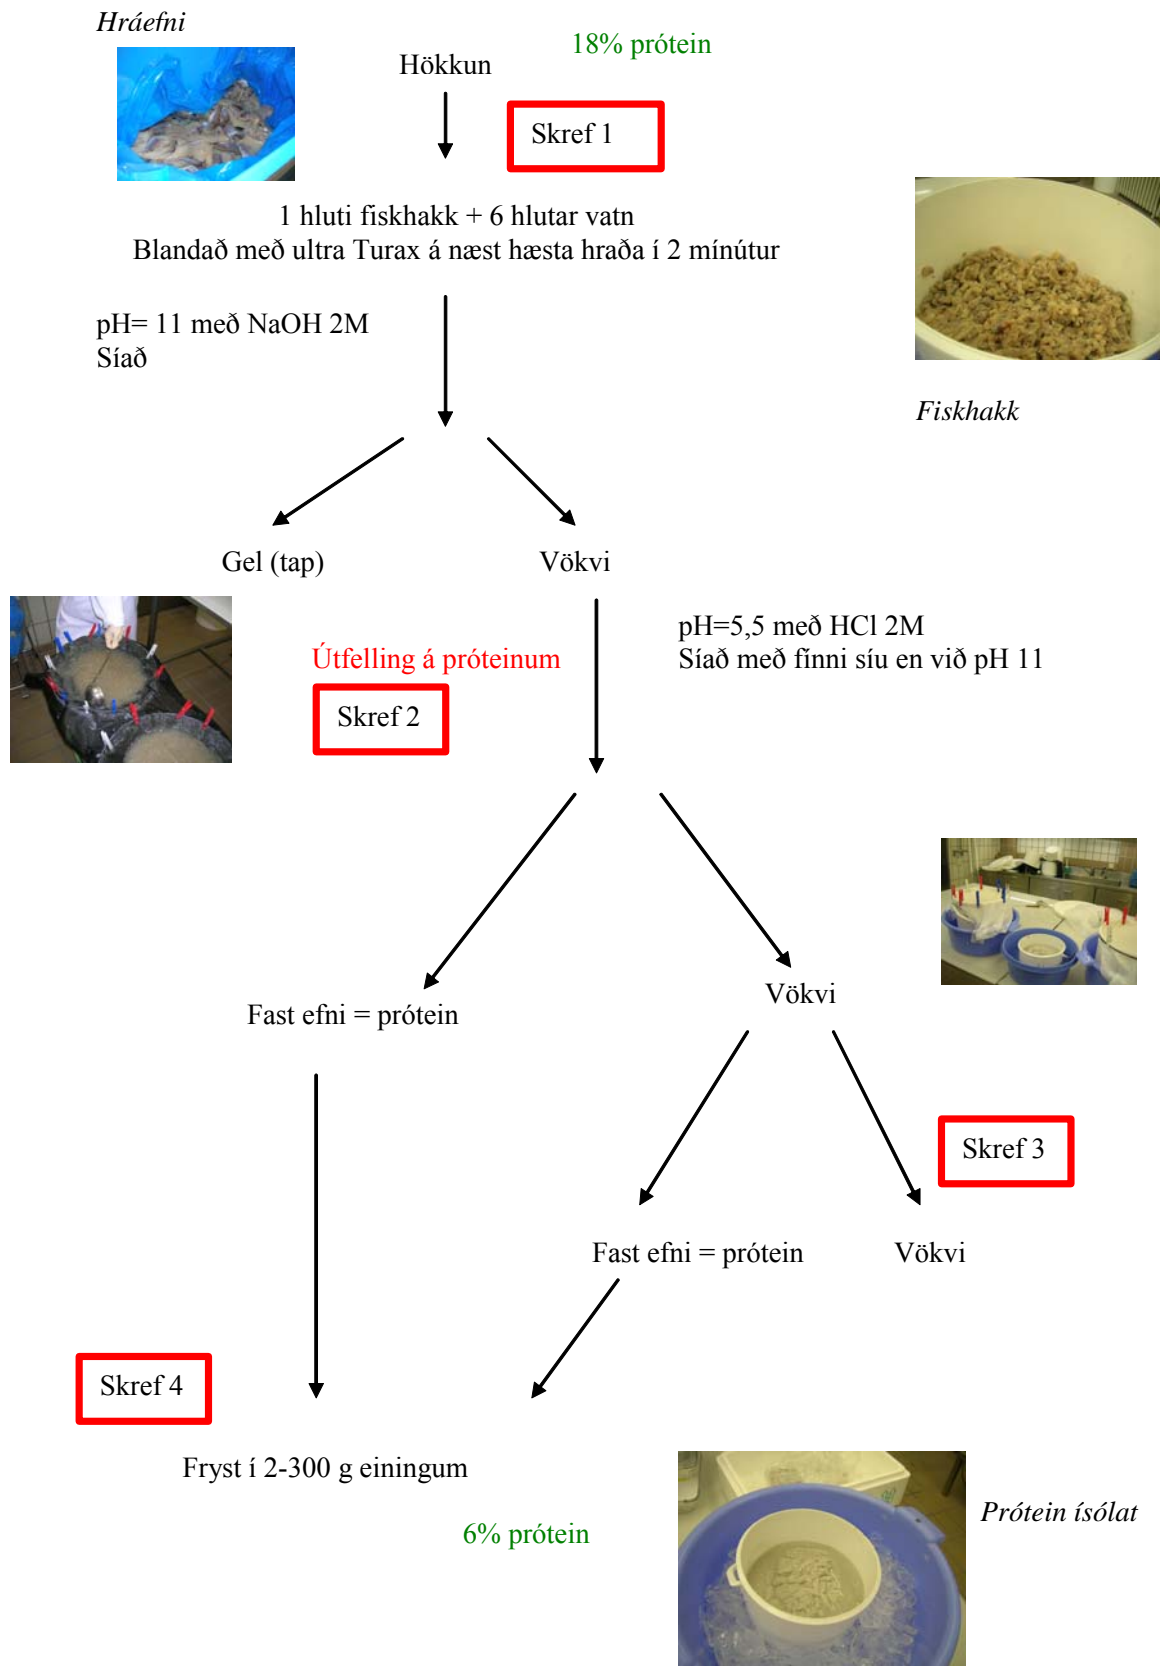 Hráefni
18% prótein
Hökkun
Skref 1
1 hluti fiskhakk + 6 hlutar vatn
Blandað með ultra Turax á næst hæsta hraða í 2 mínútur
pH= 11 með NaOH 2M
Síað
Fiskhakk
Gel (tap)
Vökvi
pH=5,5 með HCl 2M
Síað með fínni síu en við pH 11
Útfelling á próteinum
Skref 2
Vökvi
Fast efni = prótein
Skref 3
Fast efni = prótein
Vökvi
Skref 4
Fryst í 2-300 g einingum
6% prótein
Prótein ísólat